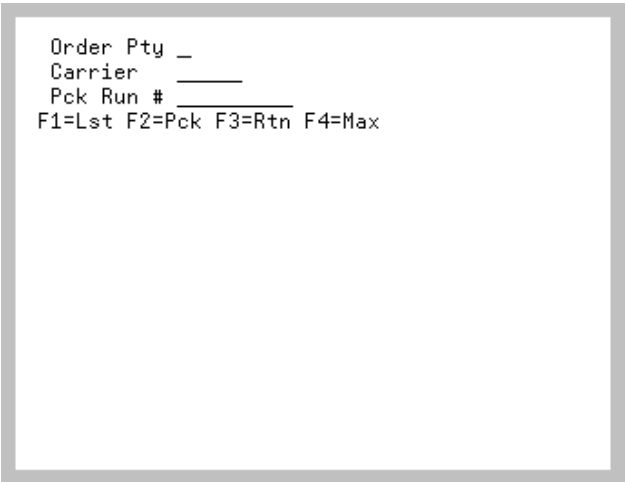 Order Pty _
Carrier _____
Pck Run # _________
F1=Lst F2=Pck F3=Rtn F4=Max